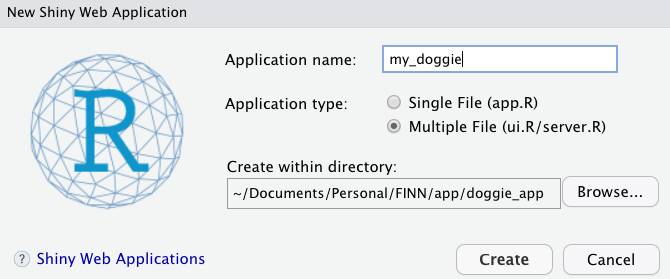 New Shiny Web Application
Application name: my_doggie
Application type: Single File (app.R)
Multiple File (ui.R/server.R)
R
Create within directory:
~/Documents/Personal/FINN/app/doggie_app Browse...
? Shiny Web Applications Create Cancel